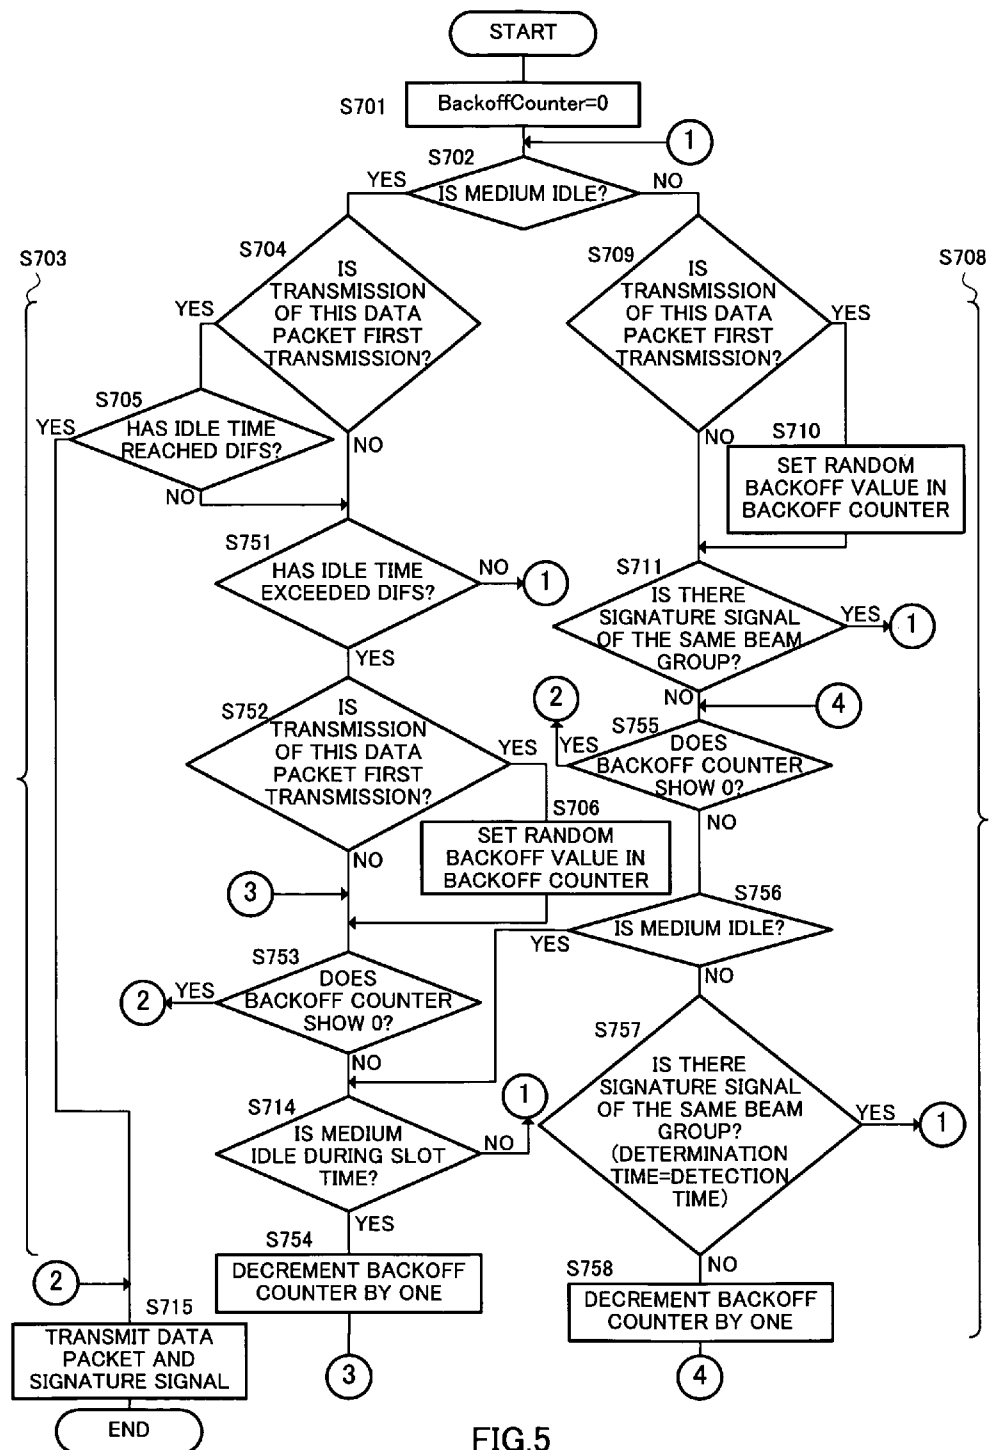 START
S701
BackoffCounter=0
1
S702
YES
IS MEDIUM IDLE?
NO
S703
S704
IS
TRANSMISSION
OF THIS DATA
PACKET FIRST
TRANSMISSION?
YES
S709
IS
TRANSMISSION
OF THIS DATA
PACKET FIRST
TRANSMISSION?
YES
S708
S705
YES
HAS IDLE TIME
REACHED DIFS?
NO
NO
NO
S710
SET RANDOM
BACKOFF VALUE IN
BACKOFF COUNTER
S751
HAS IDLE TIME
EXCEEDED DIFS?
NO
1
YES
S711
IS THERE
SIGNATURE SIGNAL
OF THE SAME BEAM
GROUP?
YES
1
NO
4
S752
IS
TRANSMISSION
OF THIS DATA
PACKET FIRST
TRANSMISSION?
YES
2
S755
YES
DOES
BACKOFF COUNTER
SHOW 0?
NO
S706
SET RANDOM
BACKOFF VALUE IN
BACKOFF COUNTER
NO
3
S756
IS MEDIUM IDLE?
YES
NO
S753
DOES
BACKOFF COUNTER
SHOW 0?
YES
2
NO
S757
IS THERE
SIGNATURE SIGNAL
OF THE SAME BEAM
GROUP?
(DETERMINATION
TIME=DETECTION
TIME)
YES
1
NO
S714
IS MEDIUM
IDLE DURING SLOT
TIME?
NO
1
YES
S754
DECREMENT BACKOFF
COUNTER BY ONE
3
S758
DECREMENT BACKOFF
COUNTER BY ONE
4
2
S715
TRANSMIT DATA
PACKET AND
SIGNATURE SIGNAL
END
FIG.5